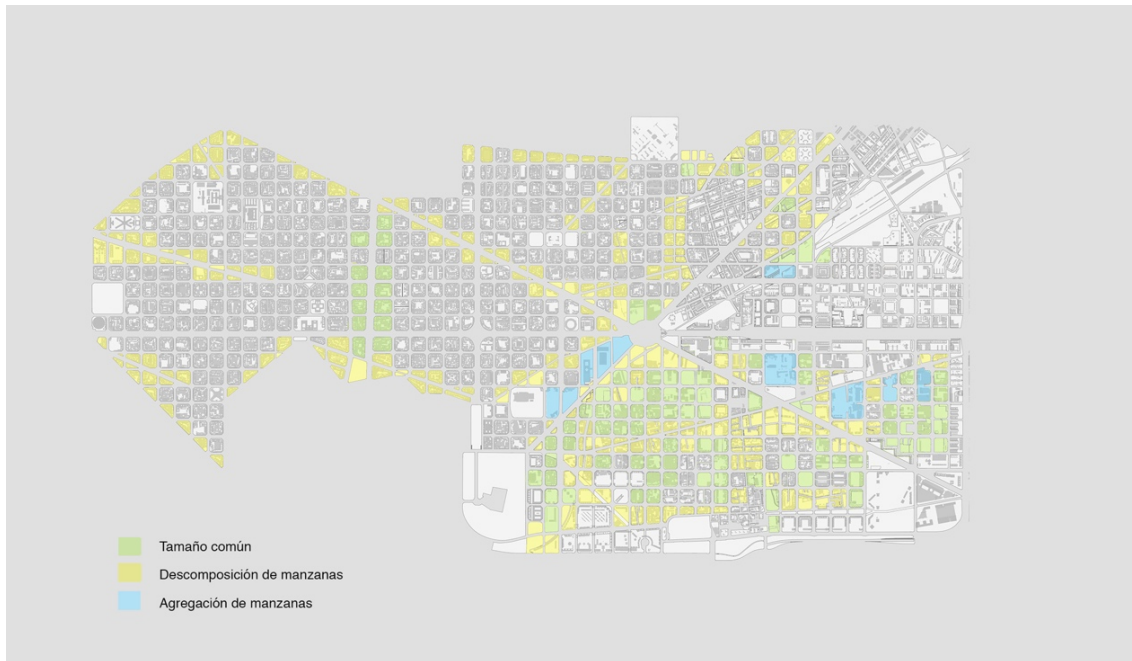 Tamaño común
Descomposición de manzanas
Agregación de manzanas